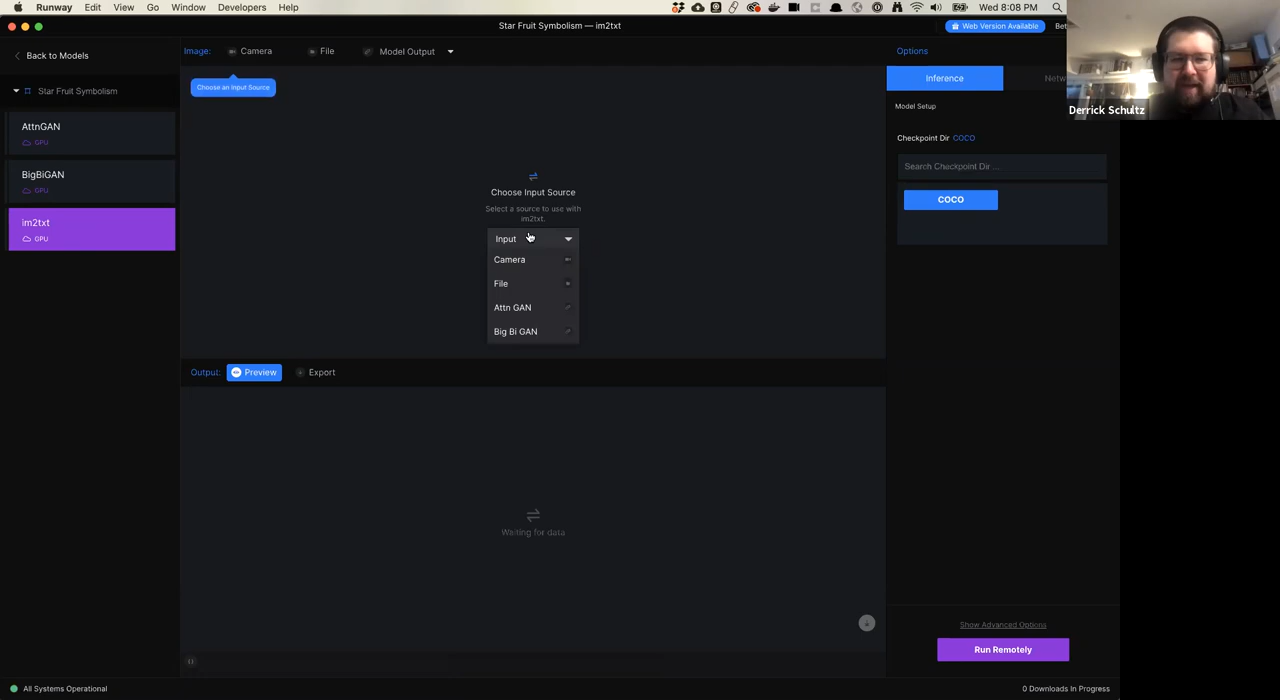 Runway File Edit View Go Window Developers Help Wed 8:08 PM
Star Fruit Symbolism — im2txt
Web Version Available
Back to Models
Image: Camera File Model Output
Options
Choose an Input Source
Inference
Star Fruit Symbolism
Model Setup
AttnGAN
GPU
Checkpoint Dir COCO
Search Checkpoint Dir ...
BigBiGAN
GPU
Choose Input Source
COCO
Select a source to use with
im2txt.
im2txt
GPU
Input
Camera
File
Attn GAN
Big Bi GAN
Output: Preview Export
Waiting for data
Show Advanced Options
Run Remotely
All Systems Operational
0 Downloads In Progress
Derrick Schultz